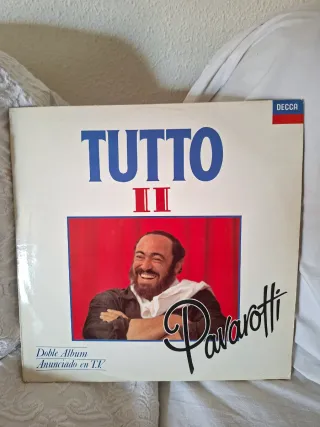 DECCA
TUTTO
II
Pavarotti
Doble Album
Anunciado en T.V.